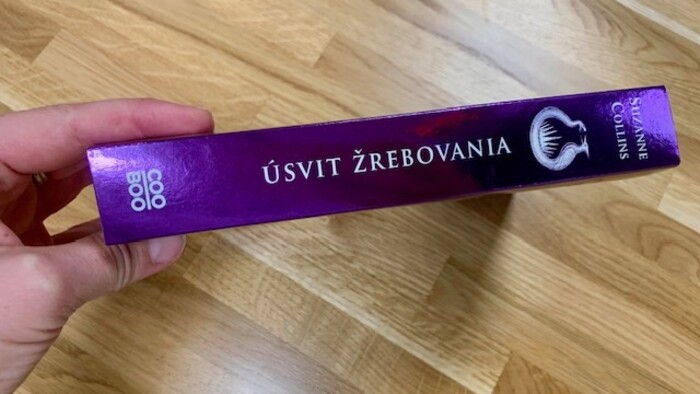 COO
BOO
ÚSVIT ŽREBOVANIA
SUZANNE
COLLINS